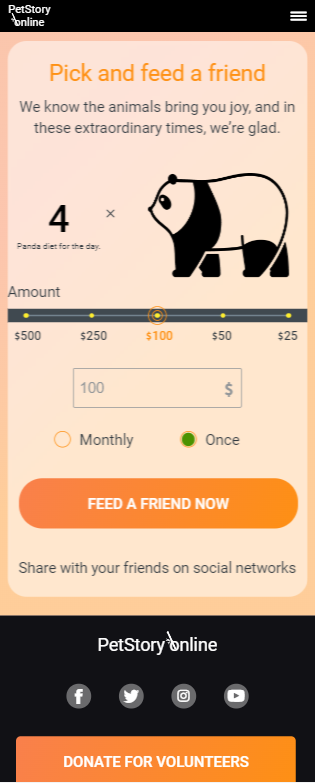 PetStory
online
Pick and feed a friend
We know the animals bring you joy, and in
these extraordinary times, we're glad.
4 ×
Panda diet for the day.
Amount
$500 $250 $100 $50 $25
100 $
Monthly Once
FEED A FRIEND NOW
Share with your friends on social networks
PetStory online
DONATE FOR VOLUNTEERS